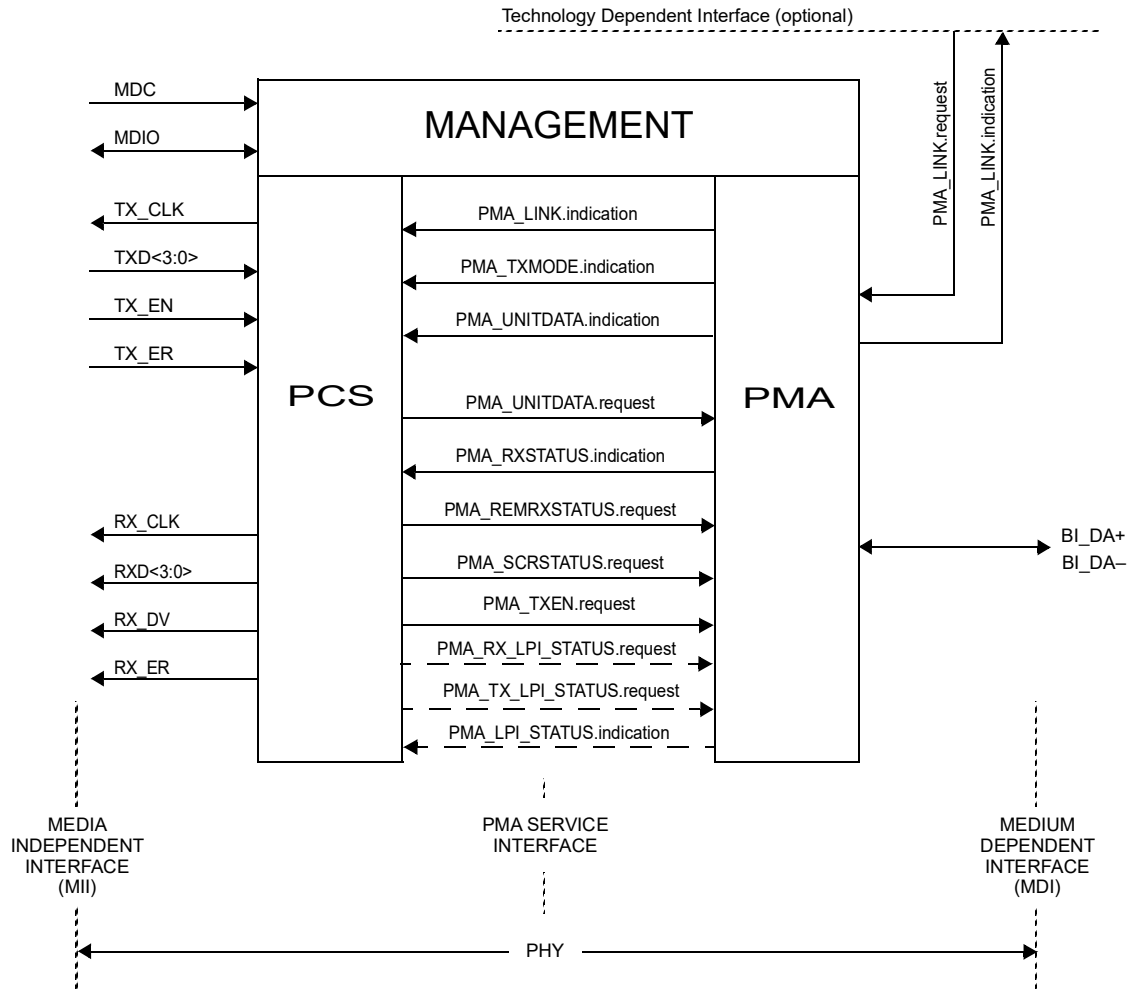 Technology Dependent Interface (optional)
MDC
MDIO
MANAGEMENT
PMA_LINK.request
PMA_LINK.indication
TX_CLK
TXD<3:0>
TX_EN
TX_ER
PCS
PMA_LINK.indication
PMA_TXMODE.indication
PMA_UNITDATA.indication
PMA_UNITDATA.request
PMA_RXSTATUS.indication
PMA_REMRXSTATUS.request
PMA_SCRSTATUS.request
PMA_TXEN.request
PMA_RX_LPI_STATUS.request
PMA_TX_LPI_STATUS.request
PMA_LPI_STATUS.indication
PMA
RX_CLK
RXD<3:0>
RX_DV
RX_ER
BI_DA+
BI_DA–
MEDIA
INDEPENDENT
INTERFACE
(MII)
PMA SERVICE
INTERFACE
MEDIUM
DEPENDENT
INTERFACE
(MDI)
PHY